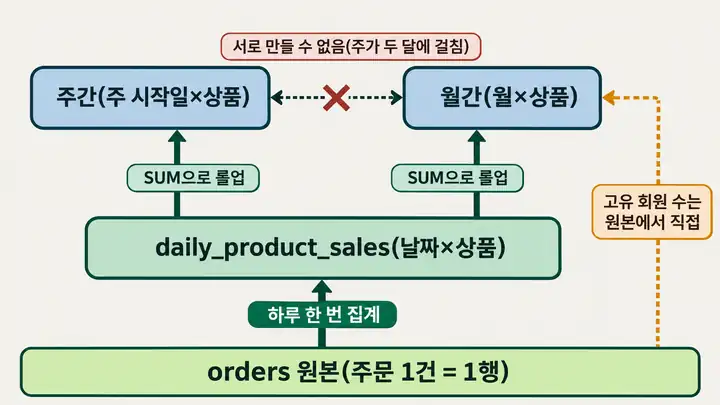 서로 만들 수 없음(주가 두 달에 걸침)
주간(주 시작일×상품)
월간(월×상품)
SUM으로 롤업
SUM으로 롤업
고유 회원 수는
원본에서 직접
daily_product_sales(날짜×상품)
하루 한 번 집계
orders 원본(주문 1건 = 1행)